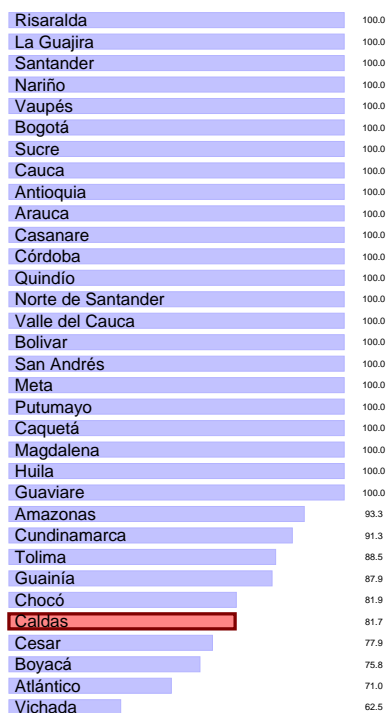 Risaralda 100.0
La Guajira 100.0
Santander 100.0
Nariño 100.0
Vaupés 100.0
Bogotá 100.0
Sucre 100.0
Cauca 100.0
Antioquia 100.0
Arauca 100.0
Casanare 100.0
Córdoba 100.0
Quindío 100.0
Norte de Santander 100.0
Valle del Cauca 100.0
Bolivar 100.0
San Andrés 100.0
Meta 100.0
Putumayo 100.0
Caquetá 100.0
Magdalena 100.0
Huila 100.0
Guaviare 100.0
Amazonas 93.3
Cundinamarca 91.3
Tolima 88.5
Guainía 87.9
Chocó 81.9
Caldas 81.7
Cesar 77.9
Boyacá 75.8
Atlántico 71.0
Vichada 62.5